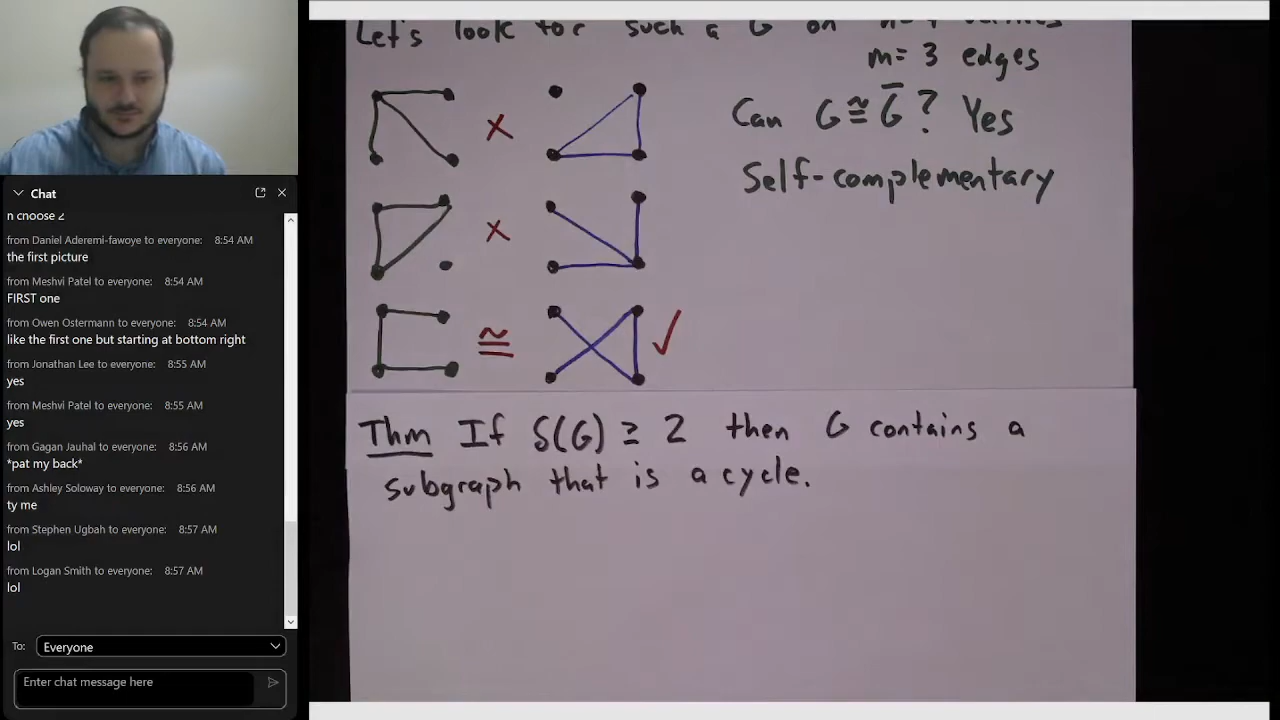 Chat
n choose 2
from Daniel Aderemi-fawoye to everyone: 8:54 AM
the first picture
from Meshvi Patel to everyone: 8:54 AM
FIRST one
from Owen Ostermann to everyone: 8:54 AM
like the first one but starting at bottom right
from Jonathan Lee to everyone: 8:55 AM
yes
from Meshvi Patel to everyone: 8:55 AM
yes
from Gagan Jauhal to everyone: 8:56 AM
*pat my back*
from Ashley Soloway to everyone: 8:56 AM
ty me
from Stephen Ugbah to everyone: 8:57 AM
lol
from Logan Smith to everyone: 8:57 AM
lol
To: Everyone
Enter chat message here
Let's look for such a G on n=4 vertices
m= 3 edges
Can G ≅ G̅? Yes
Self-complementary
×
×
≅ ✓
Thm If δ(G) ≥ 2 then G contains a
subgraph that is a cycle.